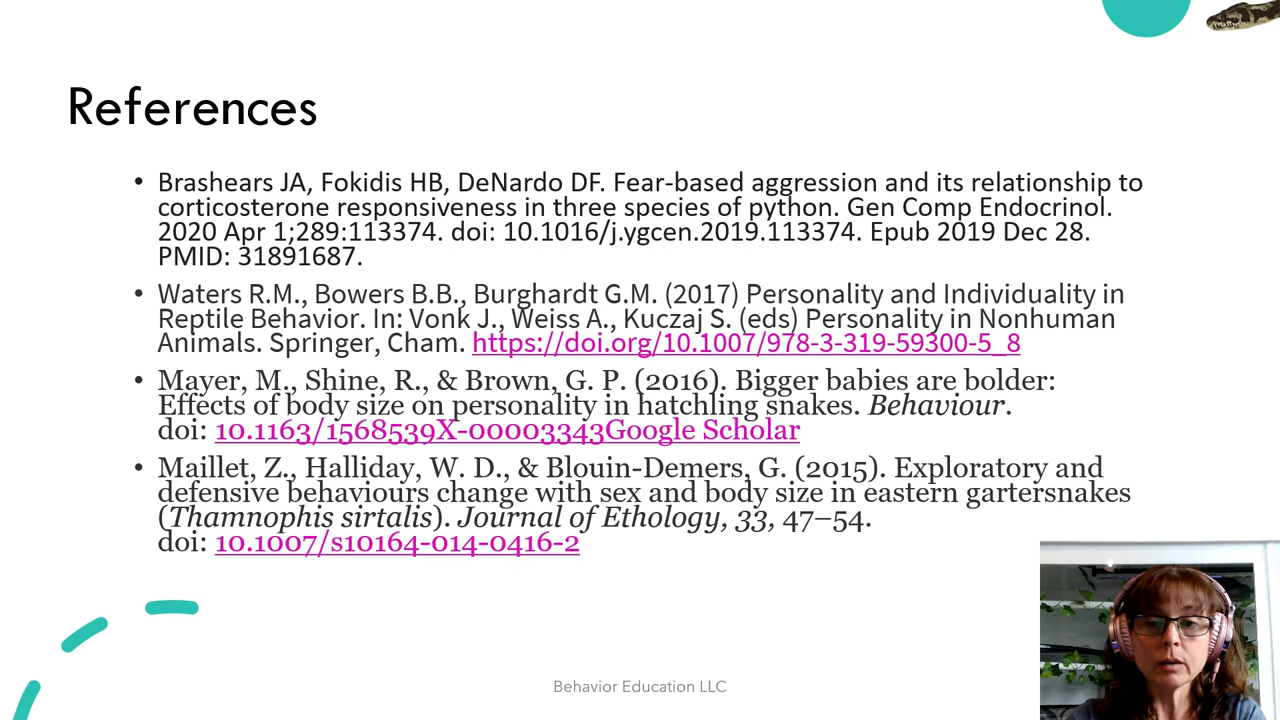 References
• Brashears JA, Fokidis HB, DeNardo DF. Fear-based aggression and its relationship to
corticosterone responsiveness in three species of python. Gen Comp Endocrinol.
2020 Apr 1;289:113374. doi: 10.1016/j.ygcen.2019.113374. Epub 2019 Dec 28.
PMID: 31891687.
• Waters R.M., Bowers B.B., Burghardt G.M. (2017) Personality and Individuality in
Reptile Behavior. In: Vonk J., Weiss A., Kuczaj S. (eds) Personality in Nonhuman
Animals. Springer, Cham. https://doi.org/10.1007/978-3-319-59300-5_8
• Mayer, M., Shine, R., & Brown, G. P. (2016). Bigger babies are bolder:
Effects of body size on personality in hatchling snakes. Behaviour.
doi: 10.1163/1568539X-00003343Google Scholar
• Maillet, Z., Halliday, W. D., & Blouin-Demers, G. (2015). Exploratory and
defensive behaviours change with sex and body size in eastern gartersnakes
(Thamnophis sirtalis). Journal of Ethology, 33, 47–54.
doi: 10.1007/s10164-014-0416-2
Behavior Education LLC